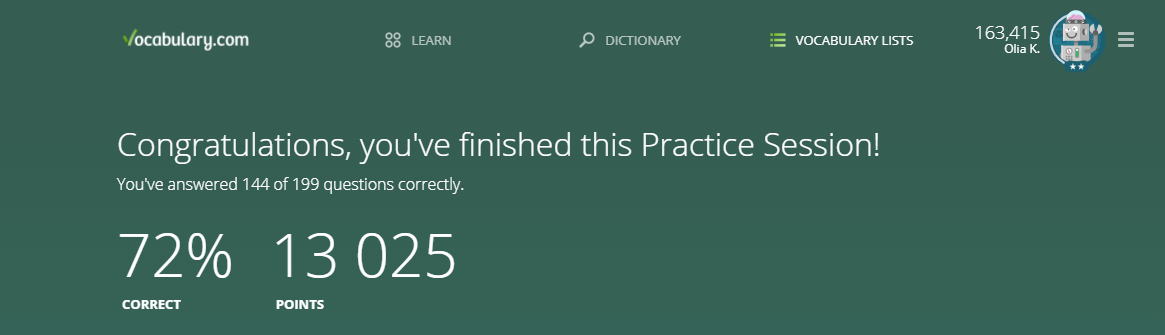 Vocabulary.com
LEARN
DICTIONARY
VOCABULARY LISTS
163,415
Olia K.
Congratulations, you've finished this Practice Session!
You've answered 144 of 199 questions correctly.
72% 13 025
CORRECT POINTS